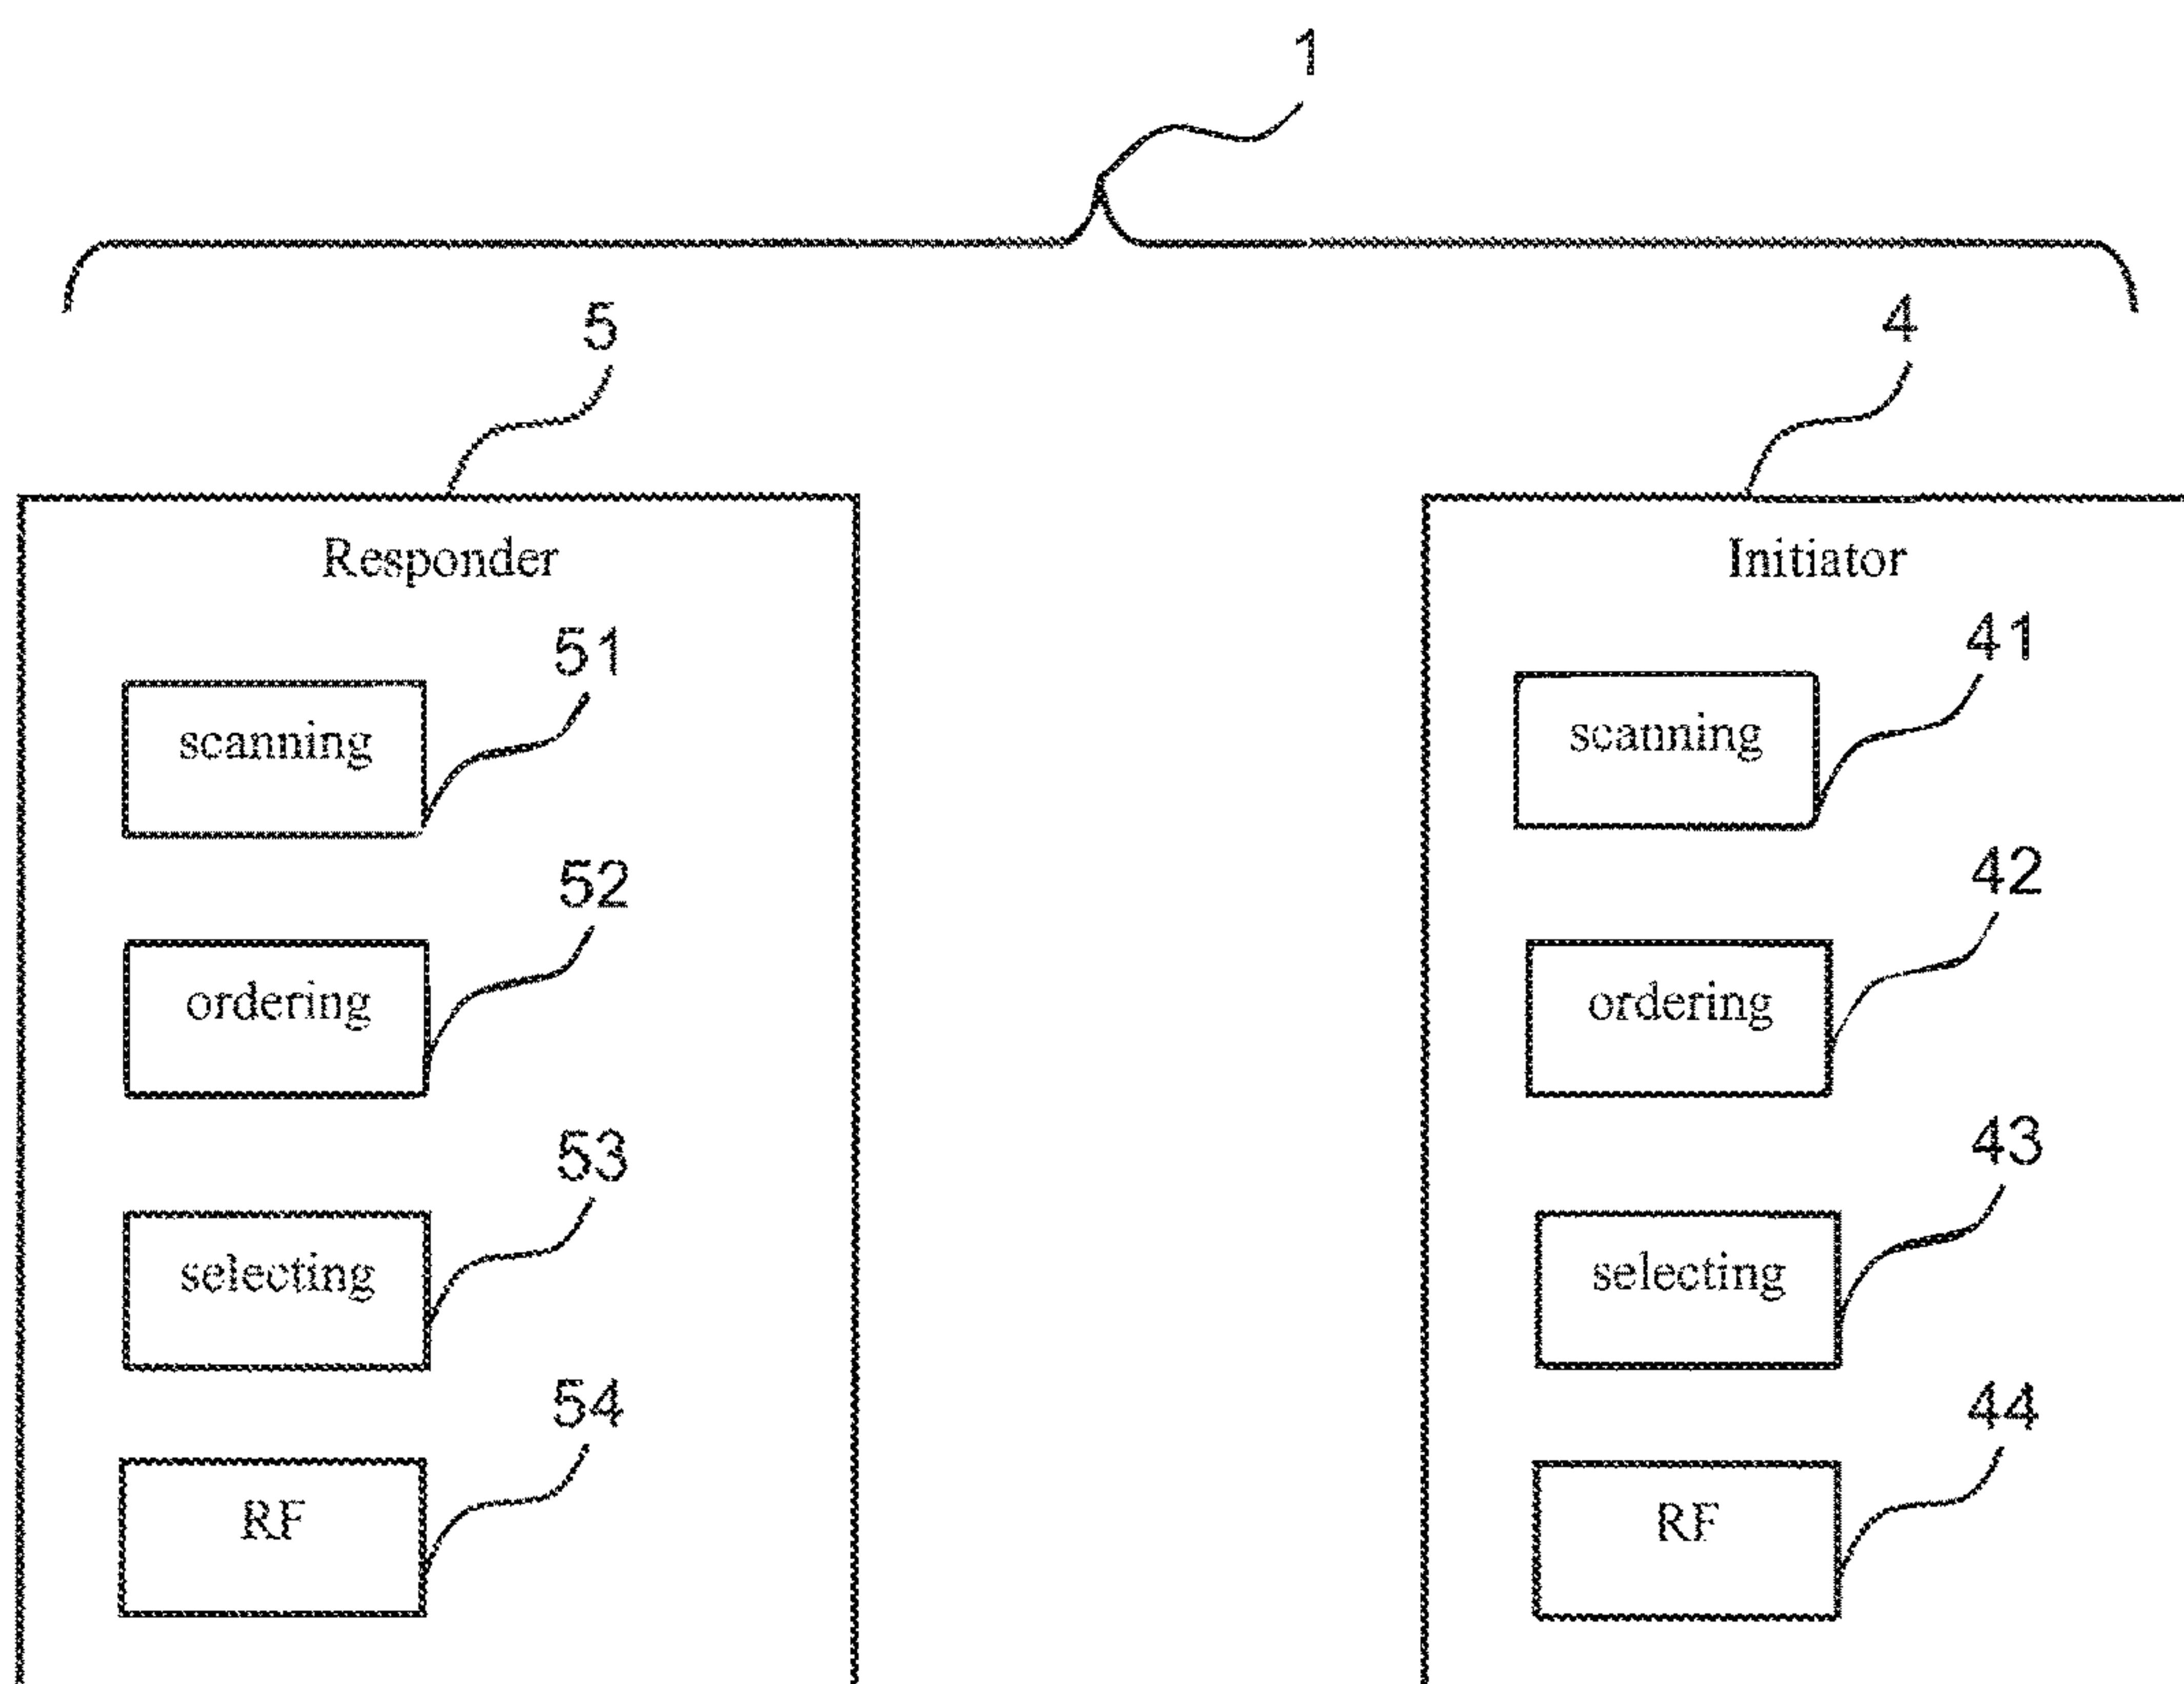 1
5
4
Responder
Initiator
51
41
scanning
scanning
52
42
ordering
ordering
53
43
selecting
selecting
54
44
RF
RF